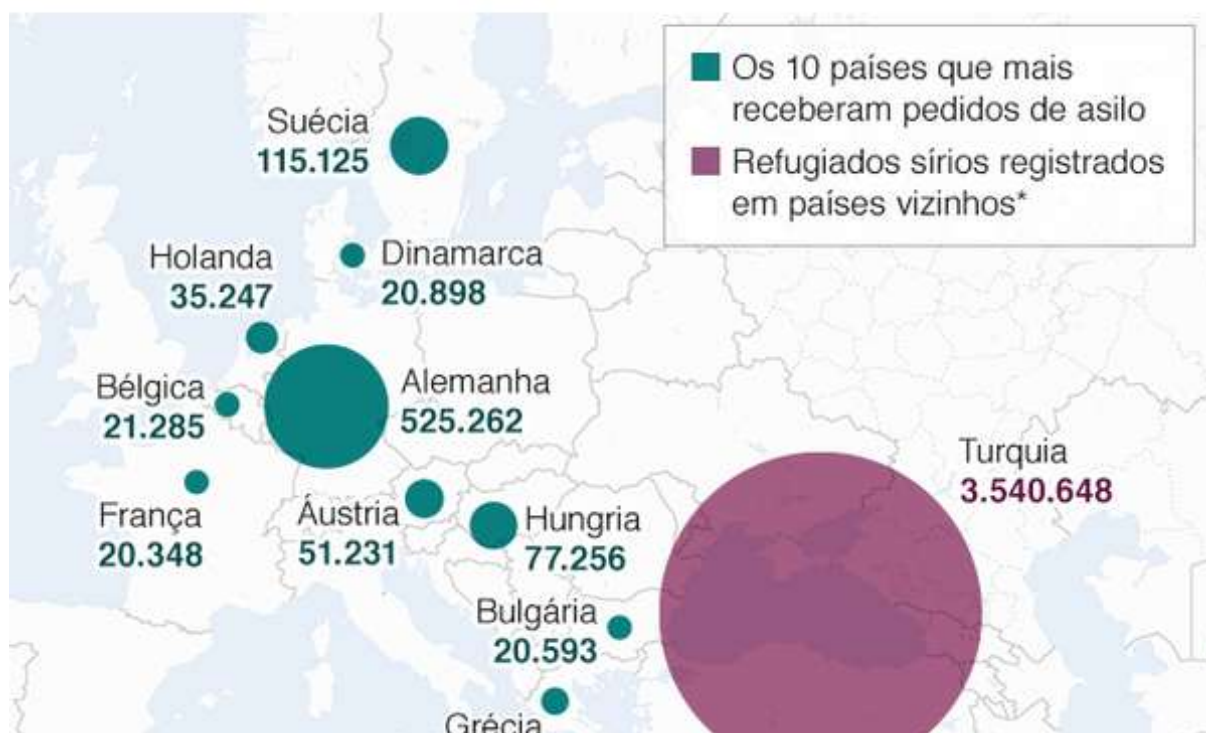 Os 10 países que mais
receberam pedidos de asilo
Refugiados sírios registrados
em países vizinhos*
Suécia
115.125
Holanda
35.247
Dinamarca
20.898
Bélgica
21.285
Alemanha
525.262
Turquia
3.540.648
França
20.348
Áustria
51.231
Hungria
77.256
Bulgária
20.593
Grécia